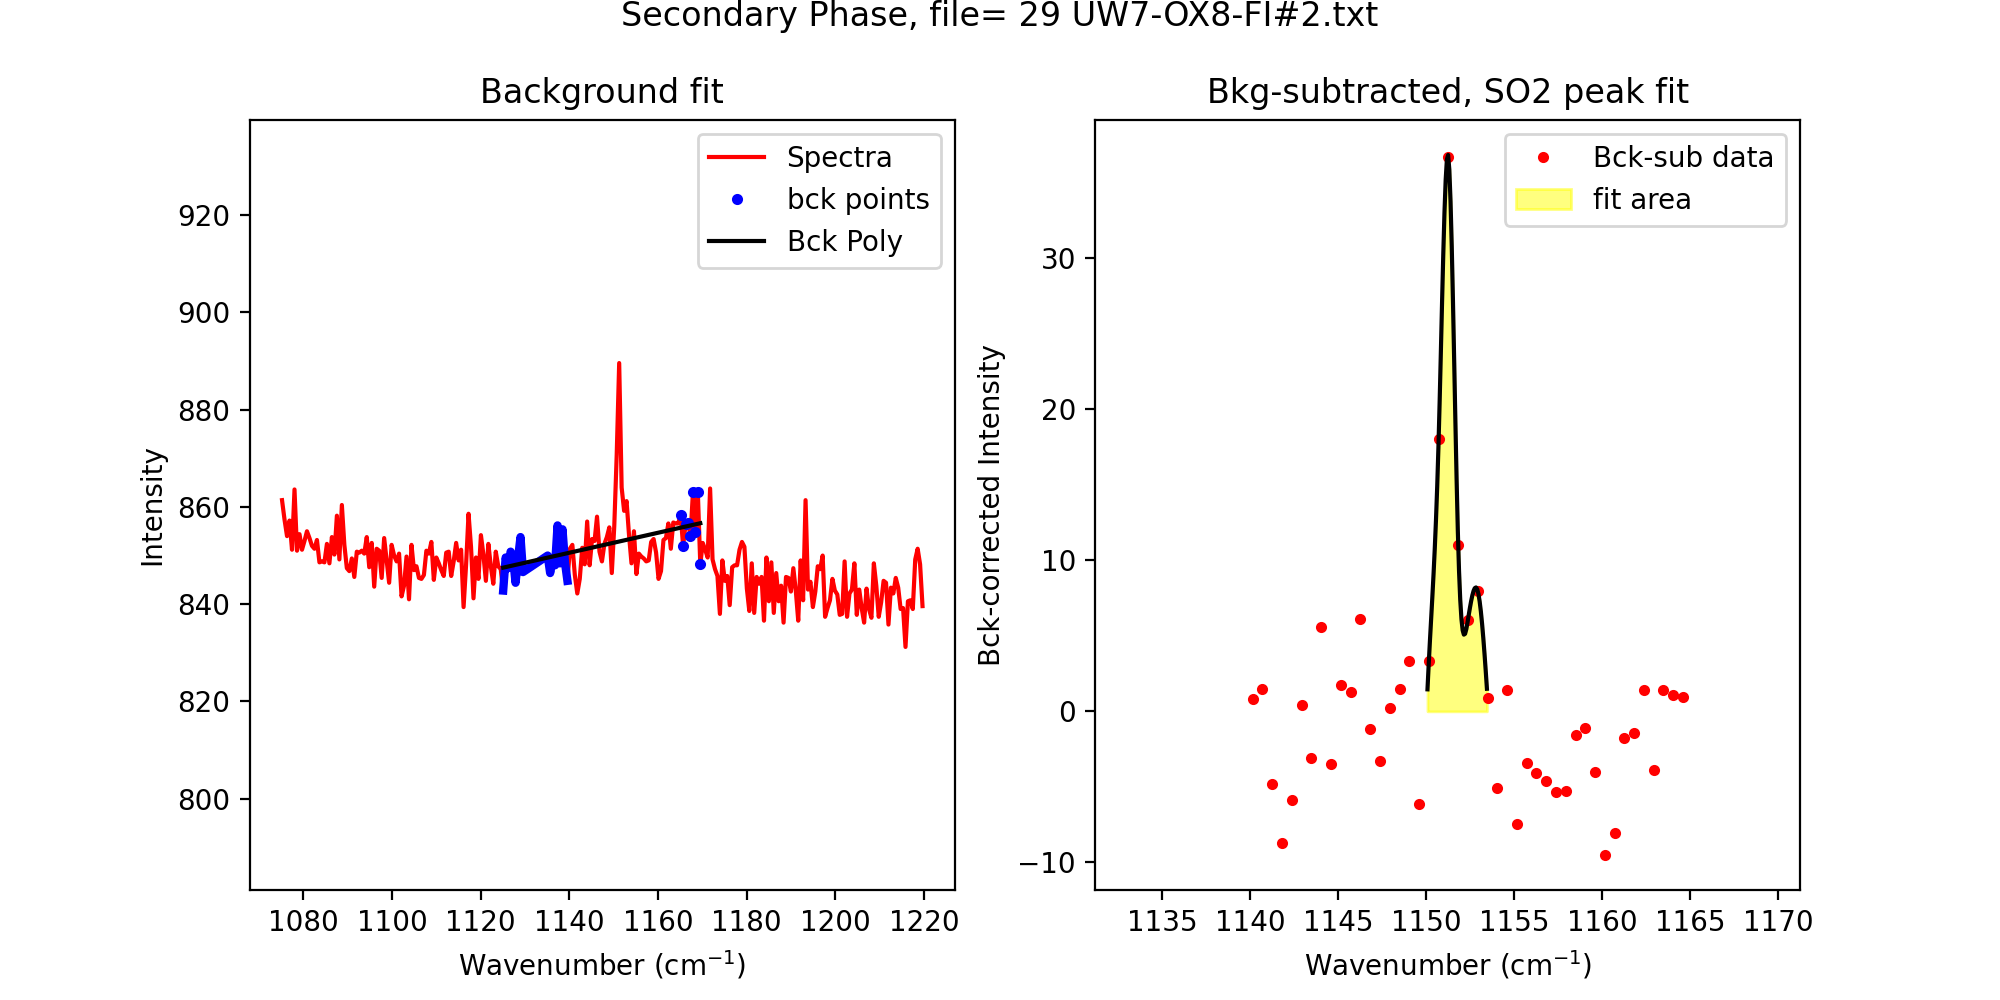 Secondary Phase, file= 29 UW7-OX8-FI#2.txt
Background fit
Spectra
bck points
Bck Poly
920
900
880
860
840
820
800
Intensity
1080 1100 1120 1140 1160 1180 1200 1220
Wavenumber (cm⁻¹)
Bkg-subtracted, SO2 peak fit
Bck-sub data
fit area
30
20
10
0
−10
Bck-corrected Intensity
1135 1140 1145 1150 1155 1160 1165 1170
Wavenumber (cm⁻¹)